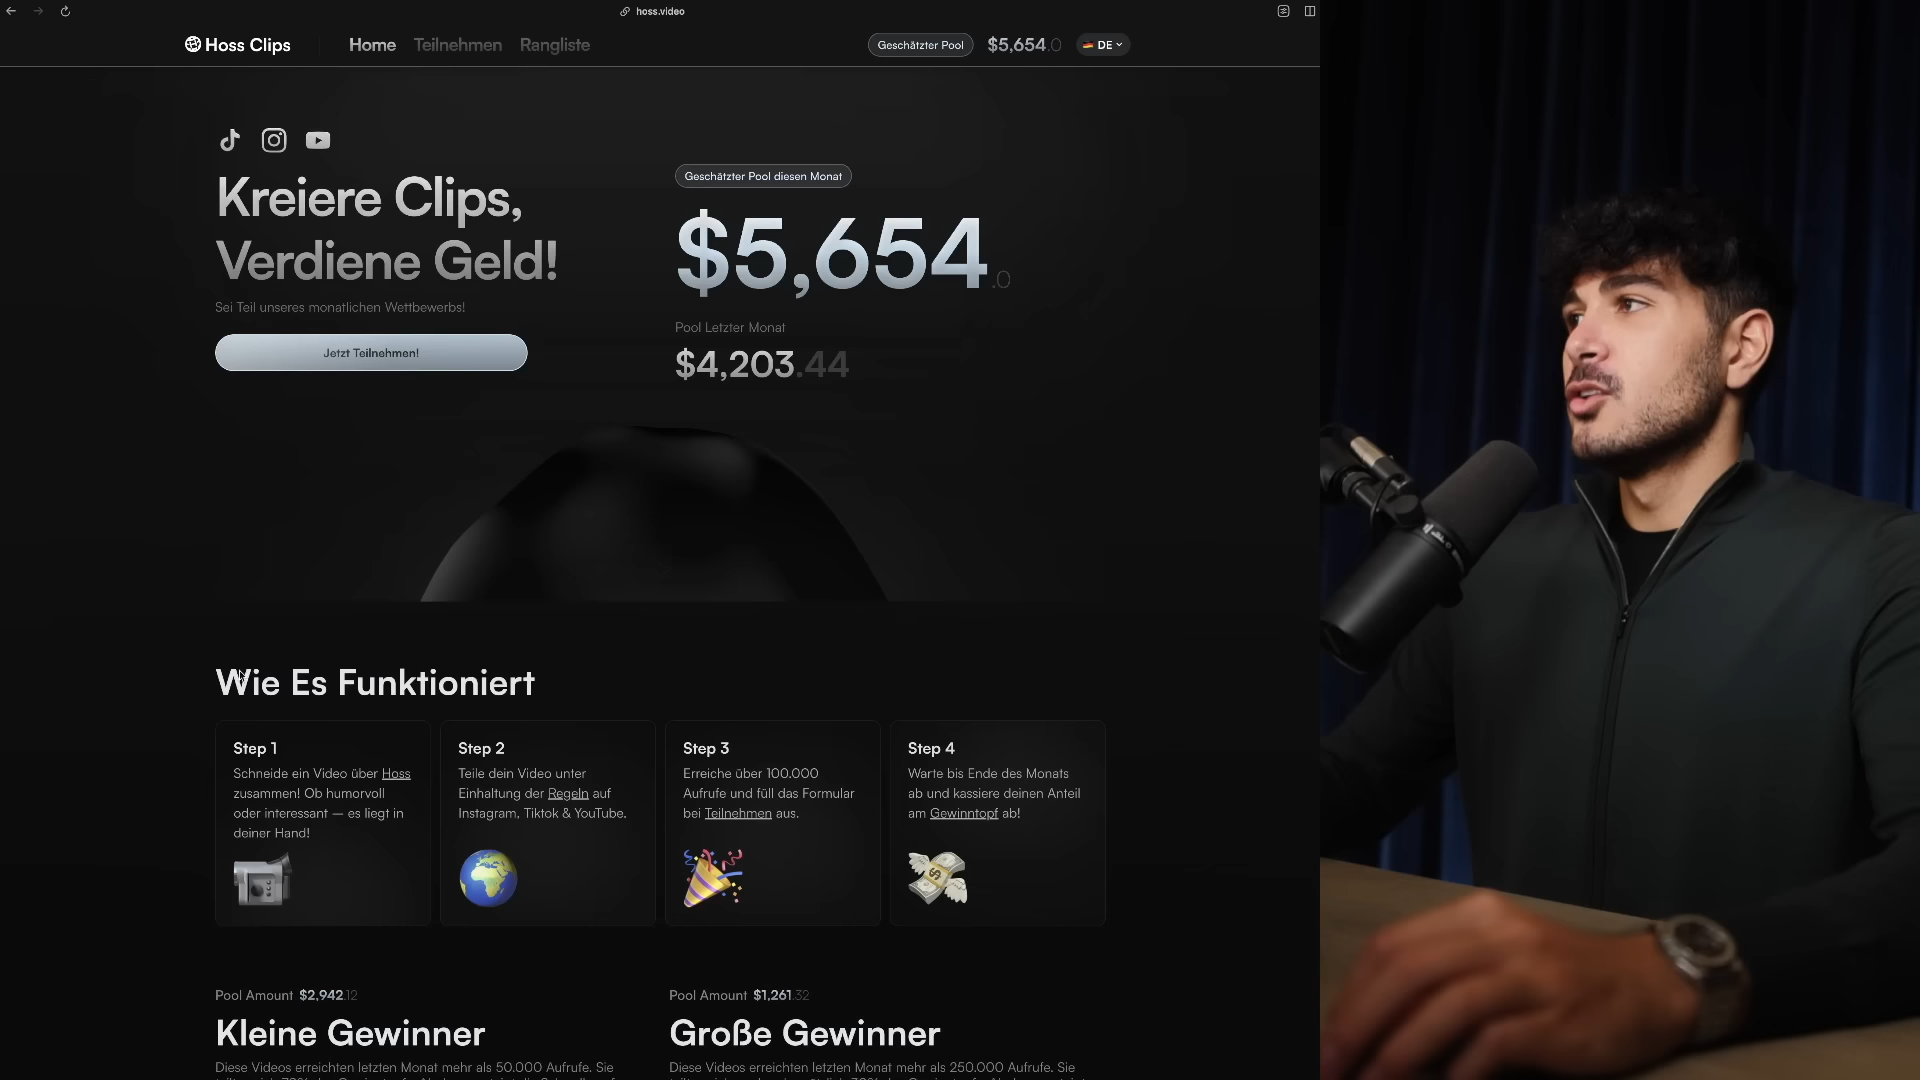 hoss.video
Hoss Clips
Home Teilnehmen Rangliste
Geschätzter Pool $5,654.0 DE
Kreiere Clips,
Verdiene Geld!
Sei Teil unseres monatlichen Wettbewerbs!
Jetzt Teilnehmen!
Geschätzter Pool diesen Monat
$5,654.0
Pool Letzter Monat
$4,203.44
Wie Es Funktioniert
Step 1
Schneide ein Video über Hoss
zusammen! Ob humorvoll
oder interessant – es liegt in
deiner Hand!
Step 2
Teile dein Video unter
Einhaltung der Regeln auf
Instagram, Tiktok & YouTube.
Step 3
Erreiche über 100.000
Aufrufe und füll das Formular
bei Teilnehmen aus.
Step 4
Warte bis Ende des Monats
ab und kassiere deinen Anteil
am Gewinntopf ab!
Pool Amount $2,942.12
Kleine Gewinner
Diese Videos erreichten letzten Monat mehr als 50.000 Aufrufe. Sie
Pool Amount $1,261.32
Große Gewinner
Diese Videos erreichten letzten Monat mehr als 250.000 Aufrufe. Sie